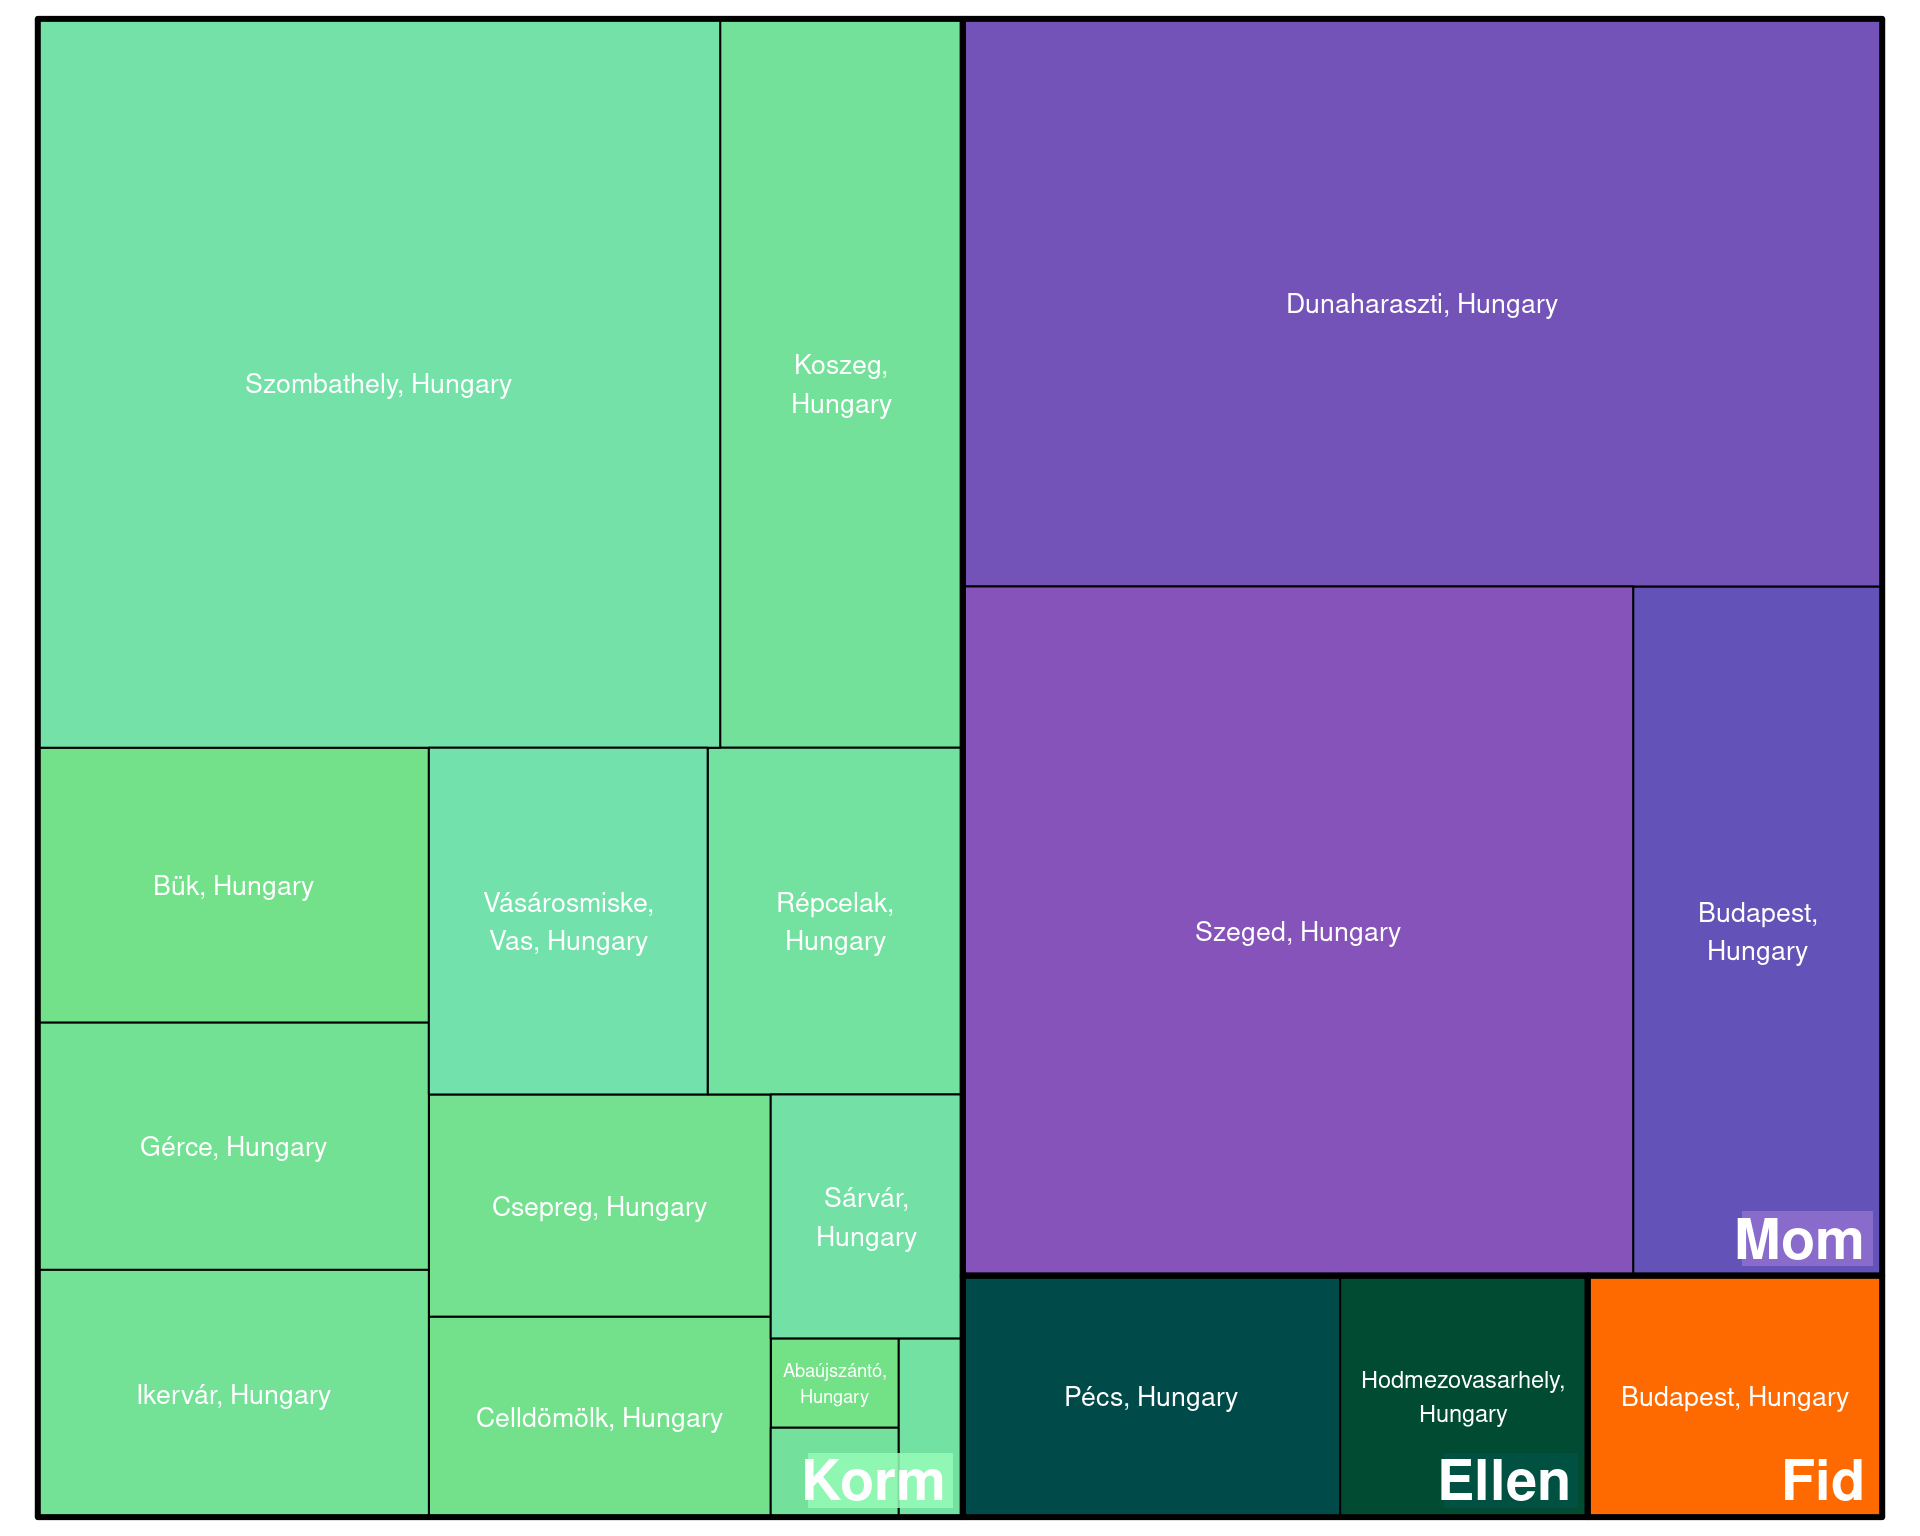 Szombathely, Hungary
Koszeg,
Hungary
Bük, Hungary
Vásárosmiske,
Vas, Hungary
Répcelak,
Hungary
Gérce, Hungary
Csepreg, Hungary
Sárvár,
Hungary
Ikervár, Hungary
Celldömölk, Hungary
Abaújszántó,
Hungary
Korm
Dunaharaszti, Hungary
Szeged, Hungary
Budapest,
Hungary
Mom
Pécs, Hungary
Hodmezovasarhely,
Hungary
Ellen
Budapest, Hungary
Fid